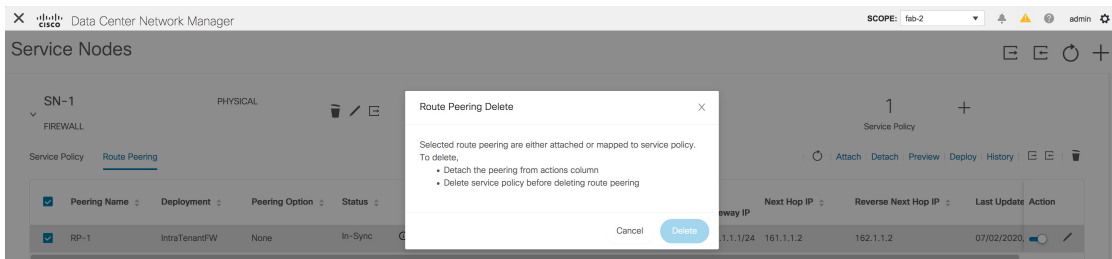 cisco Data Center Network Manager SCOPE: fab-2 admin
Service Nodes
SN-1 PHYSICAL
FIREWALL
Route Peering Delete
Selected route peering are either attached or mapped to service policy.
To delete,
• Detach the peering from actions column
• Delete service policy before deleting route peering
Cancel Delete
1
Service Policy
Service Policy Route Peering Attach Detach Preview Deploy History
Peering Name Deployment Peering Option Status eway IP Next Hop IP Reverse Next Hop IP Last Update Action
RP-1 IntraTenantFW None In-Sync .1.1.1/24 161.1.1.2 162.1.1.2 07/02/2020,